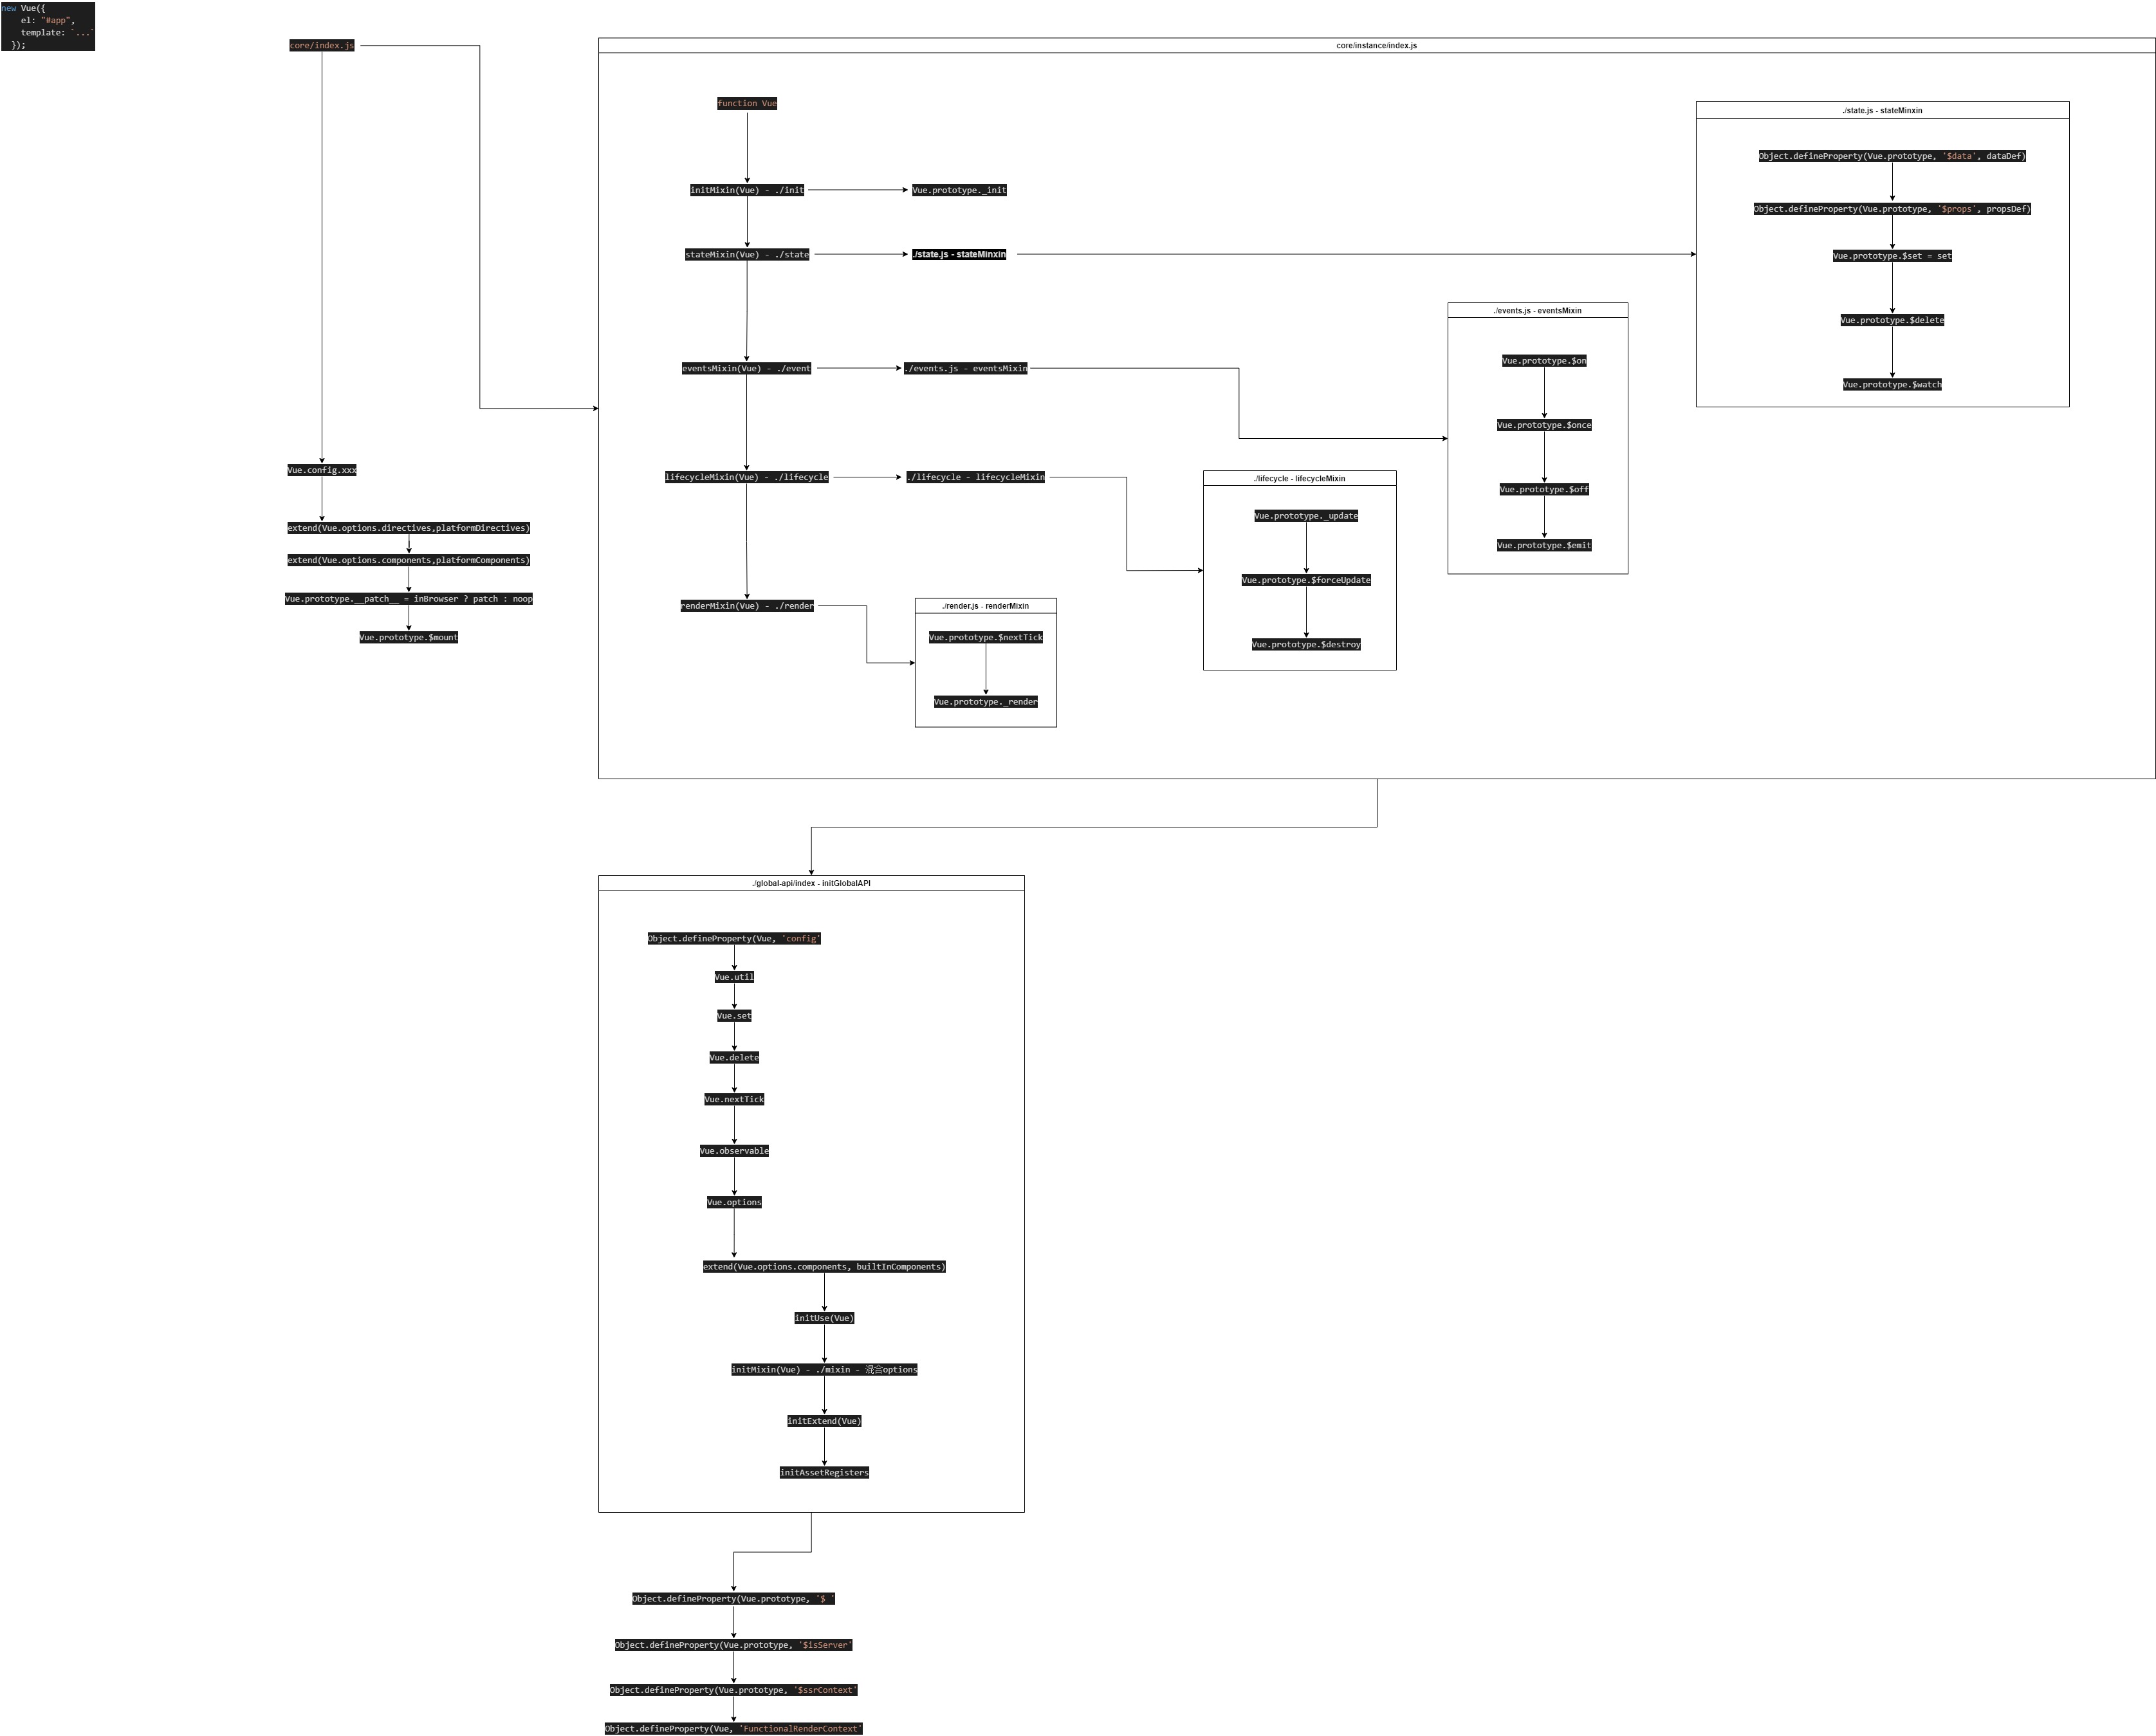 new Vue({
el: "#app",
template: `...`
});
core/index.js
Vue.config.xxx
extend(Vue.options.directives,platformDirectives)
extend(Vue.options.components,platformComponents)
Vue.prototype.__patch__ = inBrowser ? patch : noop
Vue.prototype.$mount
core/instance/index.js
function Vue
initMixin(Vue) - ./init
Vue.prototype._init
stateMixin(Vue) - ./state
./state.js - stateMinxin
eventsMixin(Vue) - ./event
./events.js - eventsMixin
lifecycleMixin(Vue) - ./lifecycle
./lifecycle - lifecycleMixin
renderMixin(Vue) - ./render
./render.js - renderMixin
Vue.prototype.$nextTick
Vue.prototype._render
./lifecycle - lifecycleMixin
Vue.prototype._update
Vue.prototype.$forceUpdate
Vue.prototype.$destroy
./events.js - eventsMixin
Vue.prototype.$on
Vue.prototype.$once
Vue.prototype.$off
Vue.prototype.$emit
./state.js - stateMinxin
Object.defineProperty(Vue.prototype, '$data', dataDef)
Object.defineProperty(Vue.prototype, '$props', propsDef)
Vue.prototype.$set = set
Vue.prototype.$delete
Vue.prototype.$watch
./global-api/index - initGlobalAPI
Object.defineProperty(Vue, 'config'
Vue.util
Vue.set
Vue.delete
Vue.nextTick
Vue.observable
Vue.options
extend(Vue.options.components, builtInComponents)
initUse(Vue)
initMixin(Vue) - ./mixin - 混合options
initExtend(Vue)
initAssetRegisters
Object.defineProperty(Vue.prototype, '$ '
Object.defineProperty(Vue.prototype, '$isServer'
Object.defineProperty(Vue.prototype, '$ssrContext'
Object.defineProperty(Vue, 'FunctionalRenderContext'